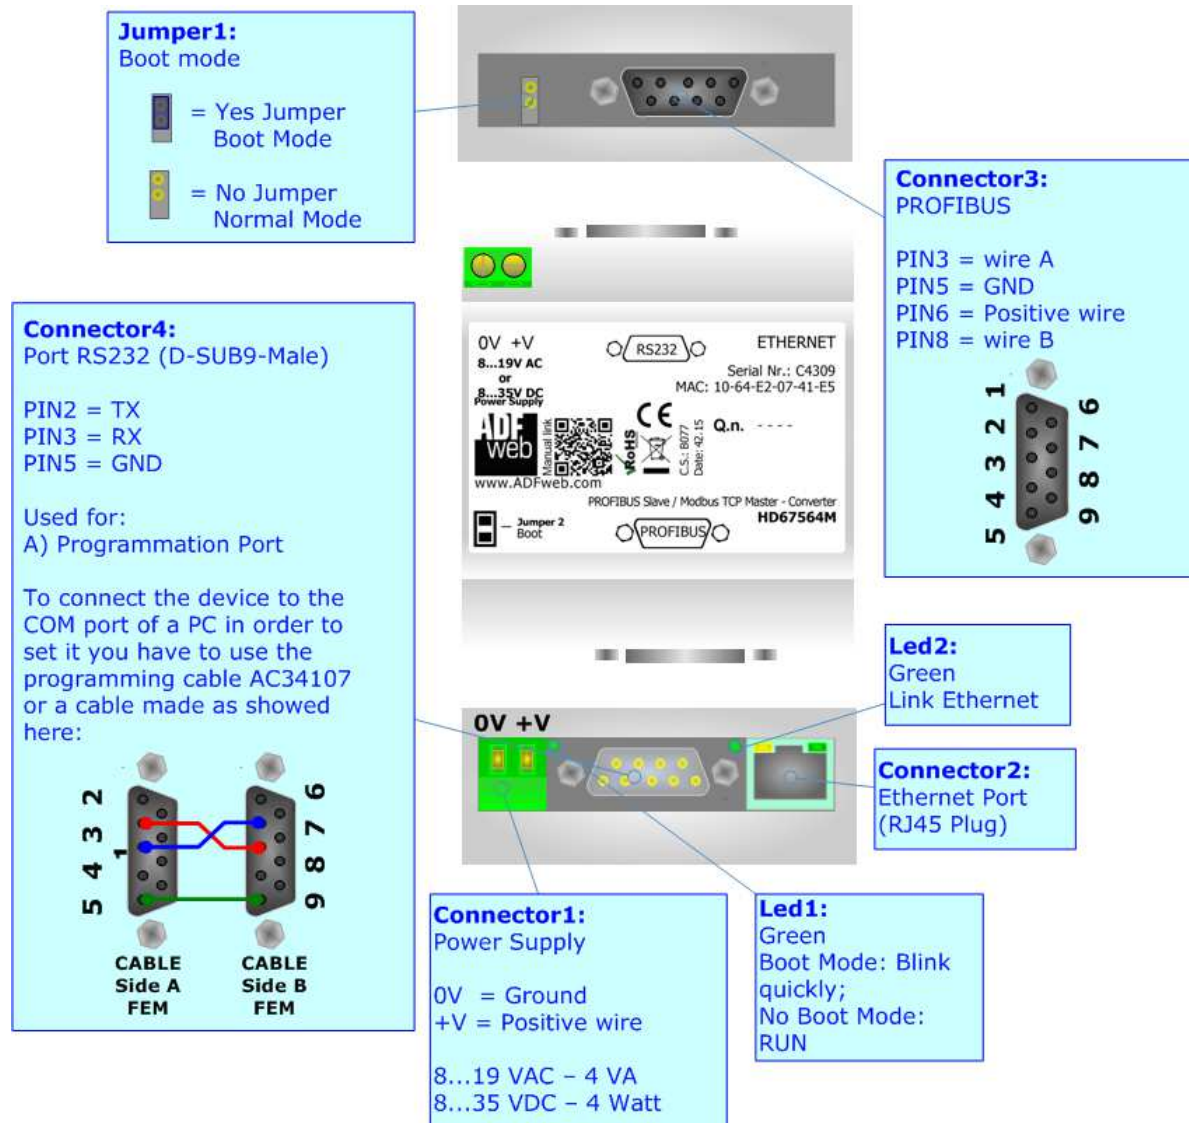 Jumper1:
Boot mode
= Yes Jumper
Boot Mode
= No Jumper
Normal Mode
Connector3:
PROFIBUS
PIN3 = wire A
PIN5 = GND
PIN6 = Positive wire
PIN8 = wire B
1
2
3
4
5
6
7
8
9
Connector4:
Port RS232 (D-SUB9-Male)
PIN2 = TX
PIN3 = RX
PIN5 = GND
Used for:
A) Programmation Port
To connect the device to the
COM port of a PC in order to
set it you have to use the
programming cable AC34107
or a cable made as showed
here:
2
3
1
4
5
6
7
8
9
CABLE
Side A
FEM
CABLE
Side B
FEM
0V +V
8...19V AC
or
8...35V DC
Power Supply
RS232
ETHERNET
Serial Nr.: C4309
MAC: 10-64-E2-07-41-E5
ADF
web
Manual link
RoHS
CE
C.S.: B077
Date: 42.15
Q.n. - - - -
www.ADFweb.com
PROFIBUS Slave / Modbus TCP Master - Converter
HD67564M
Jumper 2
Boot
PROFIBUS
0V +V
Led2:
Green
Link Ethernet
Connector2:
Ethernet Port
(RJ45 Plug)
Connector1:
Power Supply
0V = Ground
+V = Positive wire
8...19 VAC – 4 VA
8...35 VDC – 4 Watt
Led1:
Green
Boot Mode: Blink
quickly;
No Boot Mode:
RUN